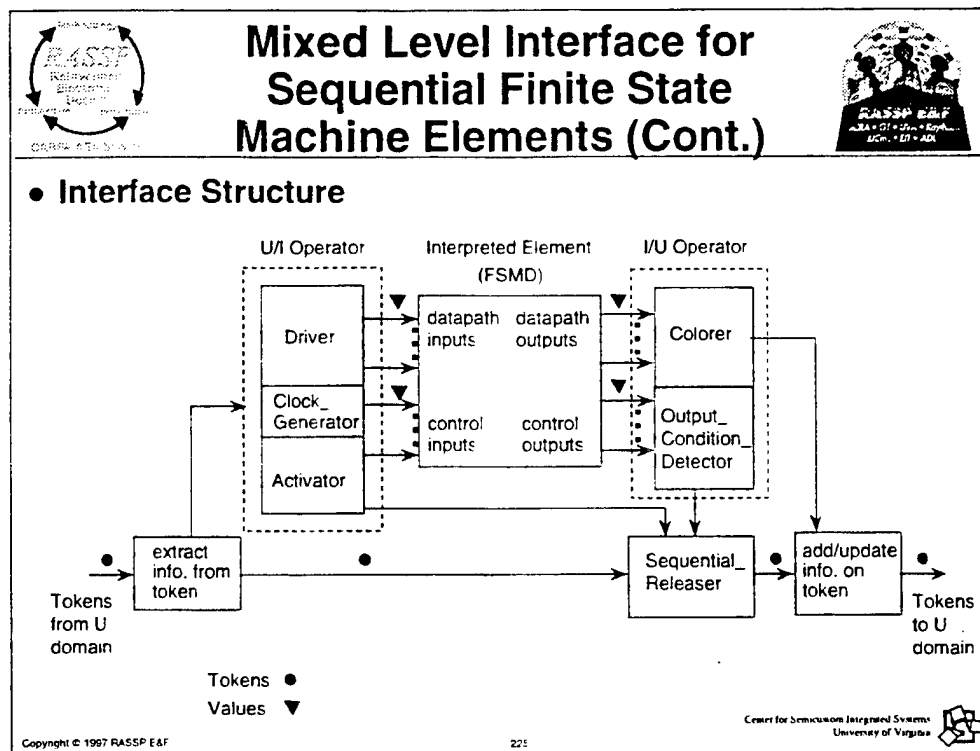 RASSP
Mixed Level Interface for
Sequential Finite State
Machine Elements (Cont.)
RASSP E&F
• Interface Structure
U/I Operator
Interpreted Element
(FSMD)
I/U Operator
Driver
Clock_
Generator
Activator
datapath
inputs
datapath
outputs
control
inputs
control
outputs
Colorer
Output_
Condition_
Detector
extract
info. from
token
Sequential_
Releaser
add/update
info. on
token
Tokens
from U
domain
Tokens
to U
domain
Tokens ●
Values ▼
Copyright © 1997 RASSP E&F
Center for Semicustom Integrated Systems
University of Virginia